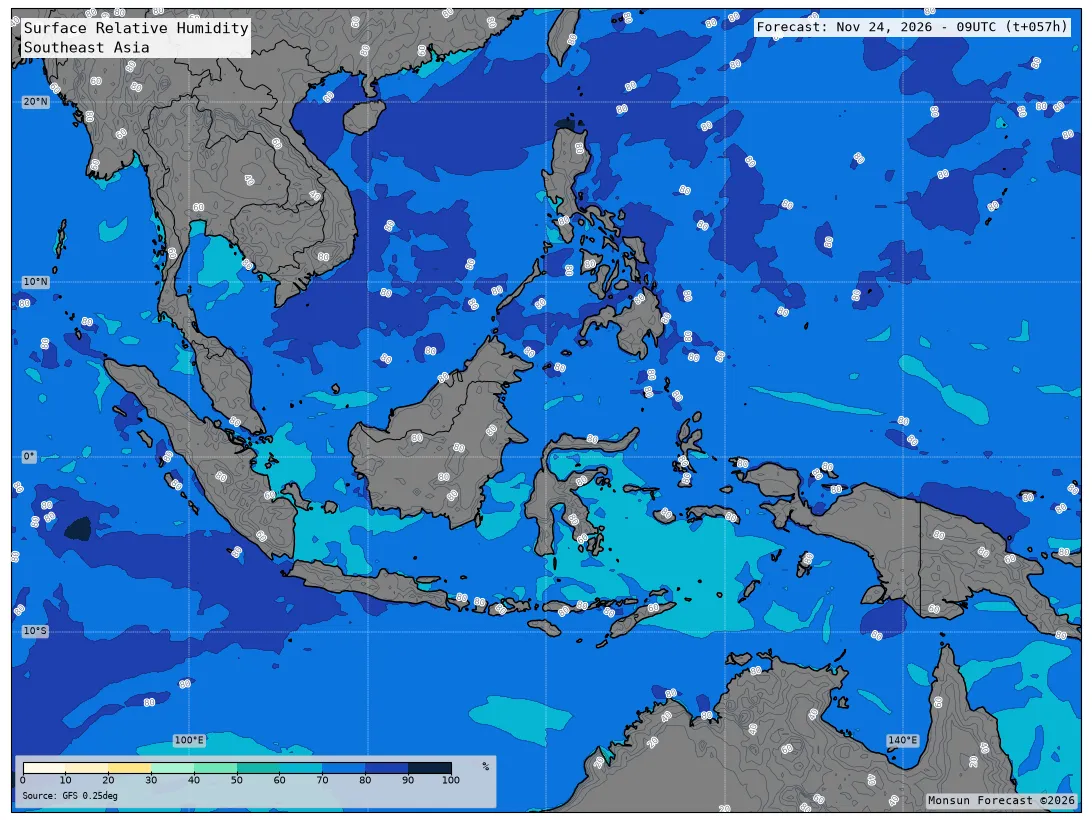 Surface Relative Humidity
Southeast Asia
Forecast: Nov 24, 2026 - 09UTC (t+057h)
20°N
10°N
0°
10°S
100°E
140°E
0 10 20 30 40 50 60 70 80 90 100
%
Source: GFS 0.25deg
Monsun Forecast ©2026